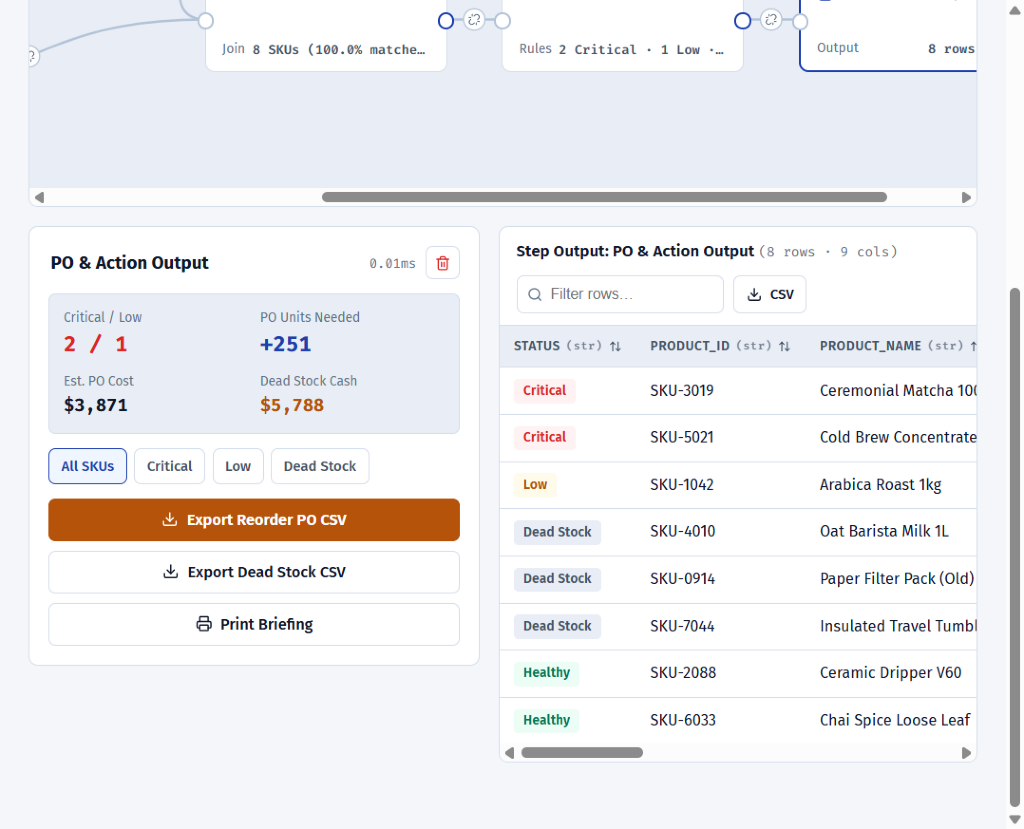 Join 8 SKUs (100.0% matche…
Rules 2 Critical · 1 Low ·…
Output 8 rows
PO & Action Output
0.01ms
Critical / Low
2 / 1
PO Units Needed
+251
Est. PO Cost
$3,871
Dead Stock Cash
$5,788
All SKUs
Critical
Low
Dead Stock
Export Reorder PO CSV
Export Dead Stock CSV
Print Briefing
Step Output: PO & Action Output (8 rows · 9 cols)
Filter rows…
CSV
STATUS (str) PRODUCT_ID (str) PRODUCT_NAME (str)
Critical SKU-3019 Ceremonial Matcha 100
Critical SKU-5021 Cold Brew Concentrate
Low SKU-1042 Arabica Roast 1kg
Dead Stock SKU-4010 Oat Barista Milk 1L
Dead Stock SKU-0914 Paper Filter Pack (Old)
Dead Stock SKU-7044 Insulated Travel Tumbl
Healthy SKU-2088 Ceramic Dripper V60
Healthy SKU-6033 Chai Spice Loose Leaf